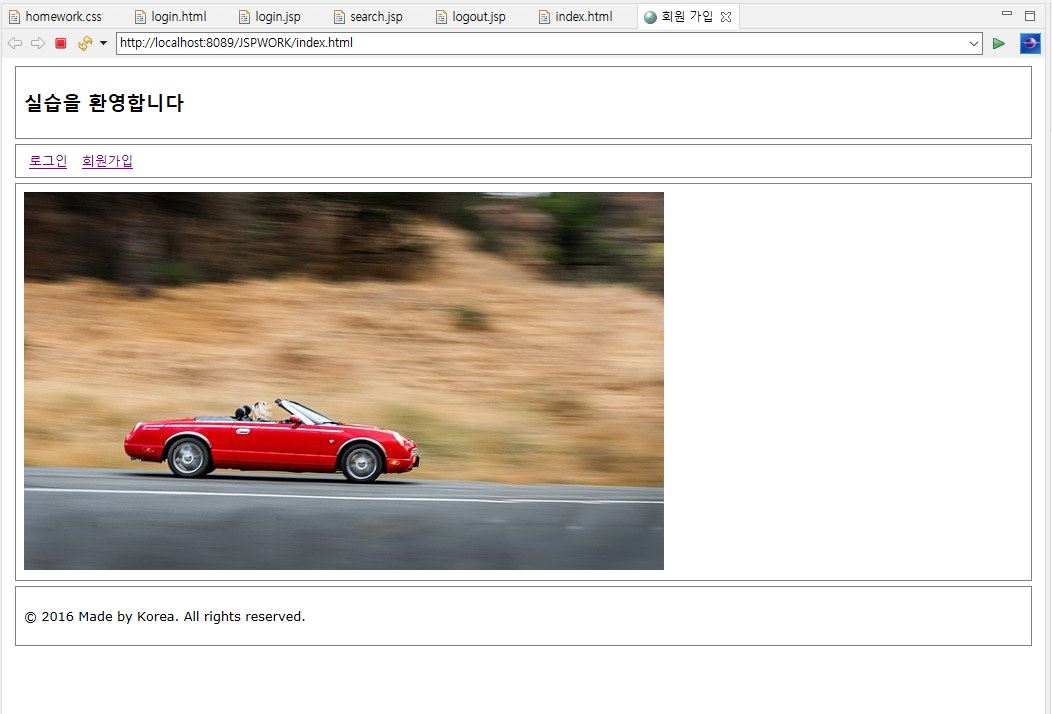 homework.css login.html login.jsp search.jsp logout.jsp index.html 회원 가입
http://localhost:8089/JSPWORK/index.html
실습을 환영합니다
로그인 회원가입
© 2016 Made by Korea. All rights reserved.